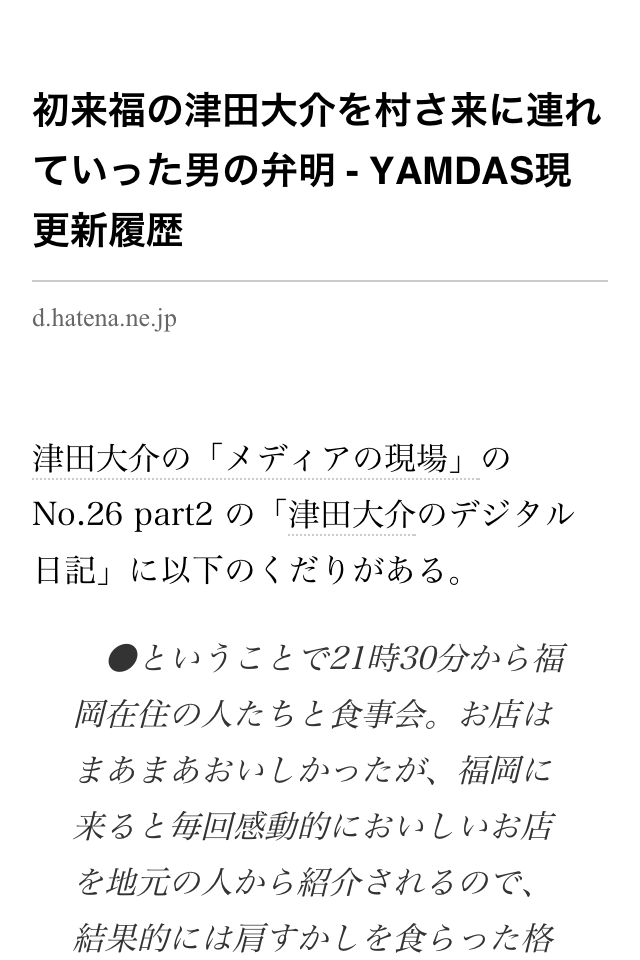 初来福の津田大介を村さ来に連れ
ていった男の弁明 - YAMDAS現
更新履歴
d.hatena.ne.jp
津田大介の「メディアの現場」の
No.26 part2 の「津田大介のデジタル
日記」に以下のくだりがある。
●ということで21時30分から福
岡在住の人たちと食事会。お店は
まあまあおいしかったが、福岡に
来ると毎回感動的においしいお店
を地元の人から紹介されるので、
結果的には肩すかしを食らった格